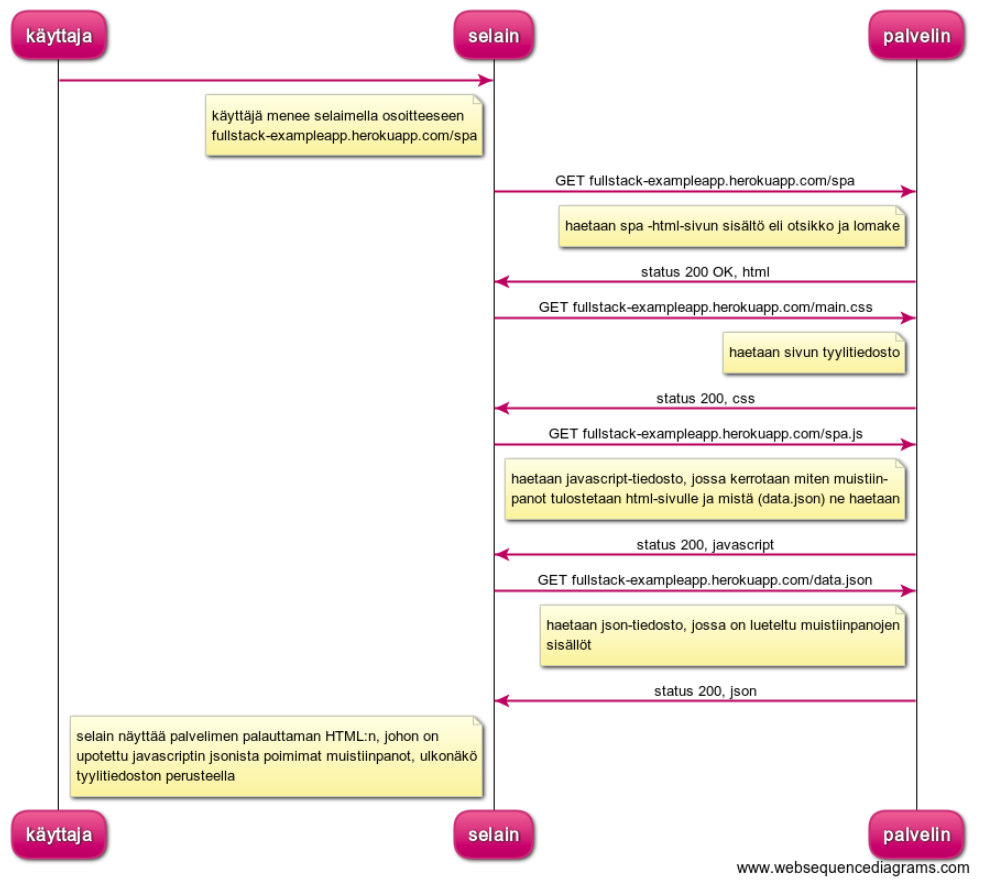 käyttaja
selain
palvelin
käyttäjä menee selaimella osoitteeseen
fullstack-exampleapp.herokuapp.com/spa
GET fullstack-exampleapp.herokuapp.com/spa
haetaan spa -html-sivun sisältö eli otsikko ja lomake
status 200 OK, html
GET fullstack-exampleapp.herokuapp.com/main.css
haetaan sivun tyylitiedosto
status 200, css
GET fullstack-exampleapp.herokuapp.com/spa.js
haetaan javascript-tiedosto, jossa kerrotaan miten muistiin-
panot tulostetaan html-sivulle ja mistä (data.json) ne haetaan
status 200, javascript
GET fullstack-exampleapp.herokuapp.com/data.json
haetaan json-tiedosto, jossa on lueteltu muistiinpanojen
sisällöt
status 200, json
selain näyttää palvelimen palauttaman HTML:n, johon on
upotettu javascriptin jsonista poimimat muistiinpanot, ulkonäkö
tyylitiedoston perusteella
käyttaja
selain
palvelin
www.websequencediagrams.com